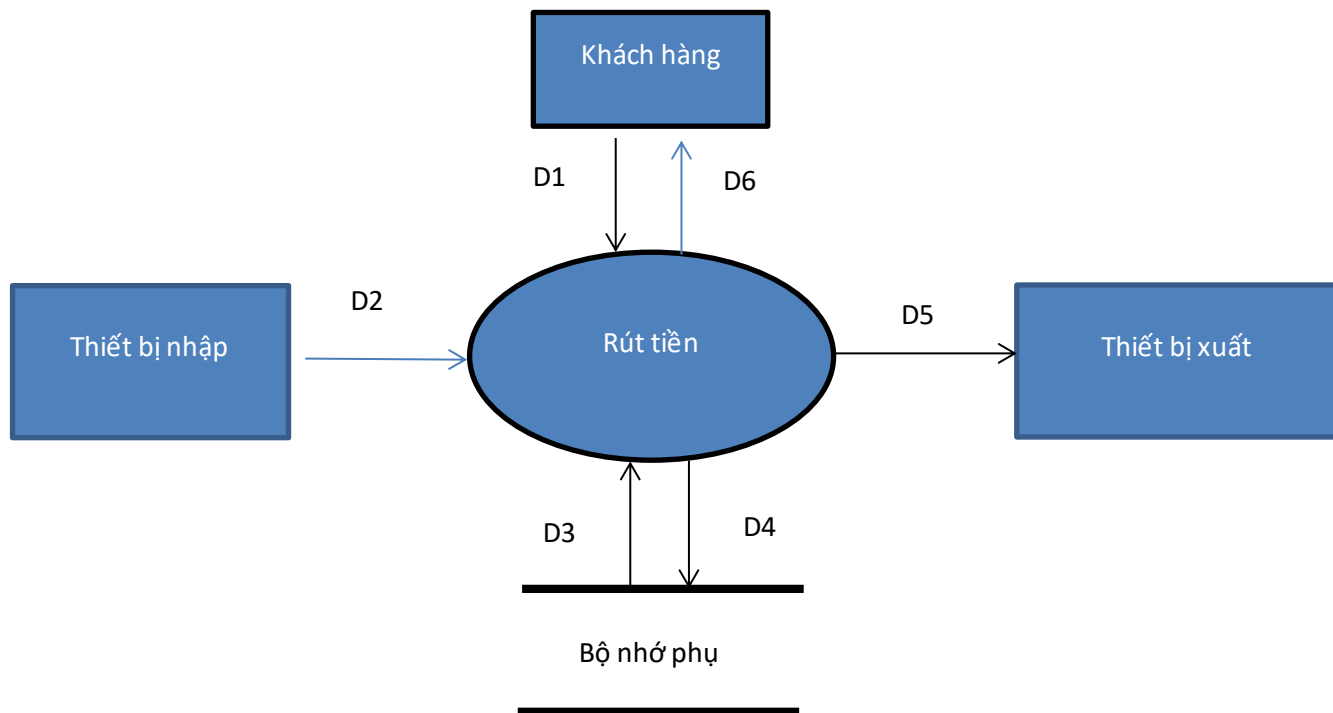 Khách hàng
D1
D6
D2
D5
Thiết bị nhập
Rút tiền
Thiết bị xuất
D3
D4
Bộ nhớ phụ